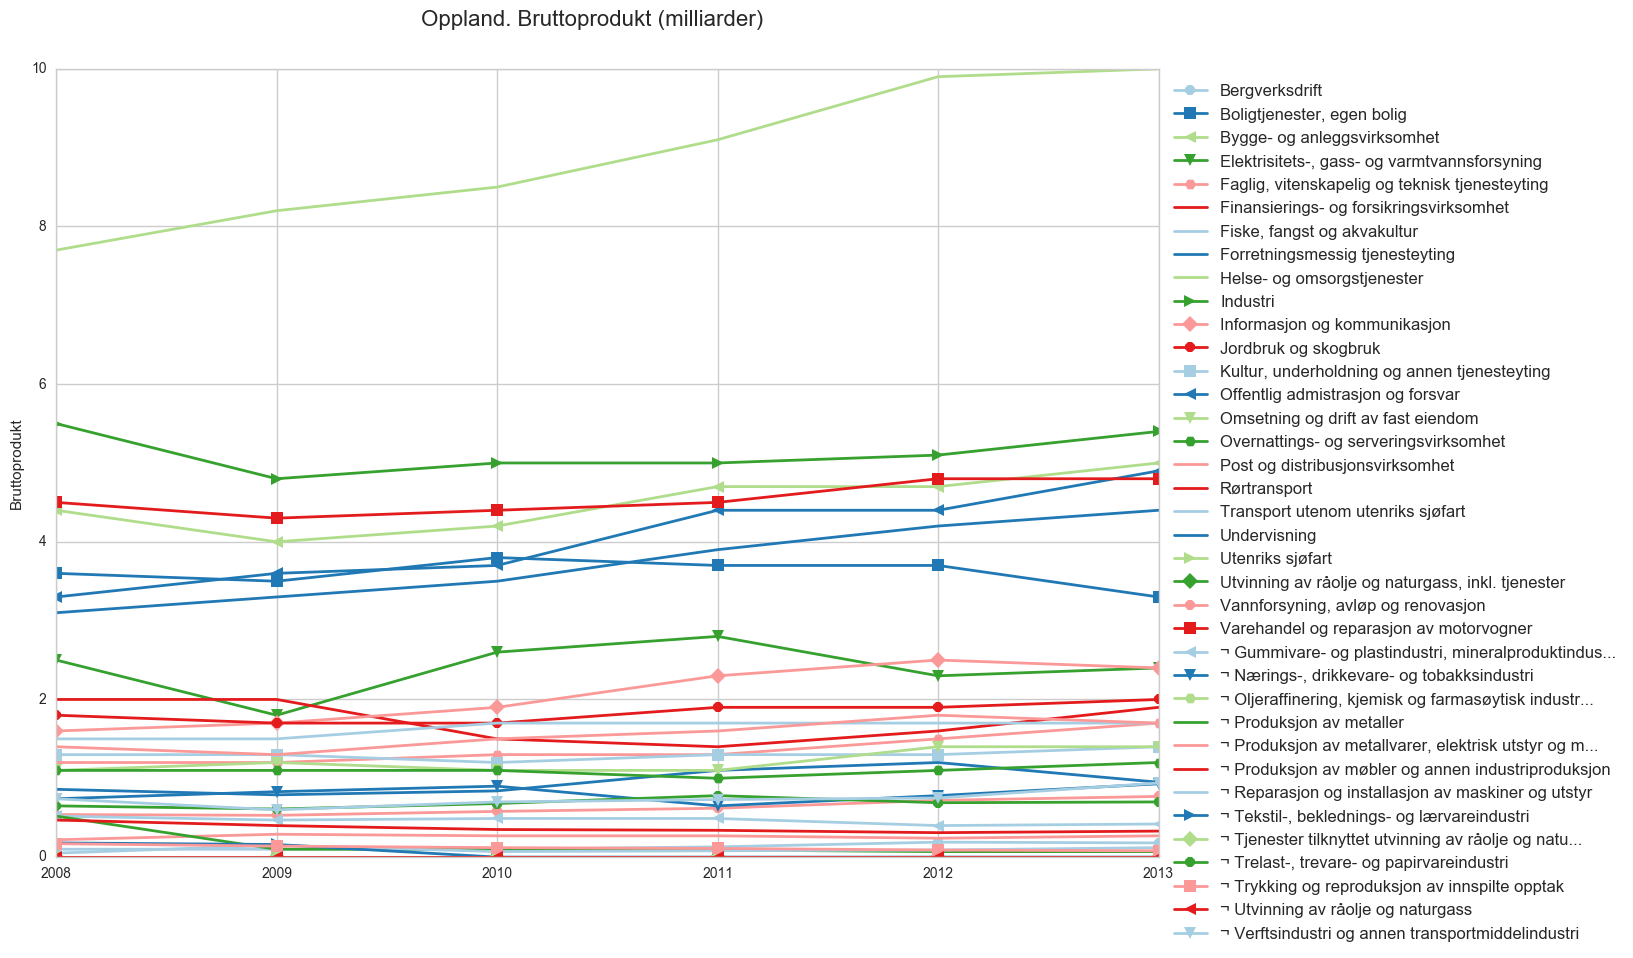 Oppland. Bruttoprodukt (milliarder)
10
8
6
4
2
0
Bruttoprodukt
2008
2009
2010
2011
2012
2013
Bergverksdrift
Boligtjenester, egen bolig
Bygge- og anleggsvirksomhet
Elektrisitets-, gass- og varmtvannsforsyning
Faglig, vitenskapelig og teknisk tjenesteyting
Finansierings- og forsikringsvirksomhet
Fiske, fangst og akvakultur
Forretningsmessig tjenesteyting
Helse- og omsorgstjenester
Industri
Informasjon og kommunikasjon
Jordbruk og skogbruk
Kultur, underholdning og annen tjenesteyting
Offentlig admistrasjon og forsvar
Omsetning og drift av fast eiendom
Overnattings- og serveringsvirksomhet
Post og distribusjonsvirksomhet
Rørtransport
Transport utenom utenriks sjøfart
Undervisning
Utenriks sjøfart
Utvinning av råolje og naturgass, inkl. tjenester
Vannforsyning, avløp og renovasjon
Varehandel og reparasjon av motorvogner
¬ Gummivare- og plastindustri, mineralproduktindus...
¬ Nærings-, drikkevare- og tobakksindustri
¬ Oljeraffinering, kjemisk og farmasøytisk industr...
¬ Produksjon av metaller
¬ Produksjon av metallvarer, elektrisk utstyr og m...
¬ Produksjon av møbler og annen industriproduksjon
¬ Reparasjon og installasjon av maskiner og utstyr
¬ Tekstil-, beklednings- og lærvareindustri
¬ Tjenester tilknyttet utvinning av råolje og natu...
¬ Trelast-, trevare- og papirvareindustri
¬ Trykking og reproduksjon av innspilte opptak
¬ Utvinning av råolje og naturgass
¬ Verftsindustri og annen transportmiddelindustri